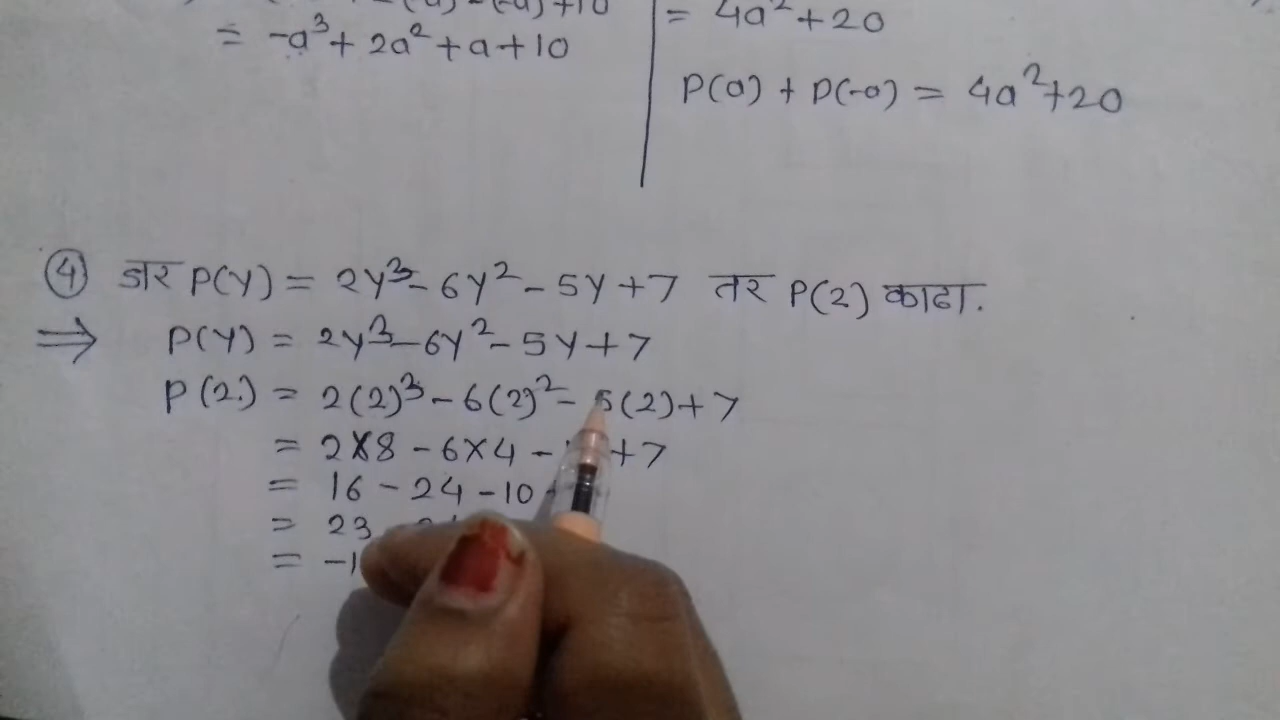 = -a³ + 2a² + a + 10
= 4a² + 20
P(a) + P(-a) = 4a² + 20
④ जर P(Y) = 2Y³ - 6Y² - 5Y + 7 तर P(2) काढा.
⇒ P(Y) = 2Y³ - 6Y² - 5Y + 7
P(2) = 2(2)³ - 6(2)² - 5(2) + 7
= 2×8 - 6×4 - + 7
= 16 - 24 - 10
= 23
= -1